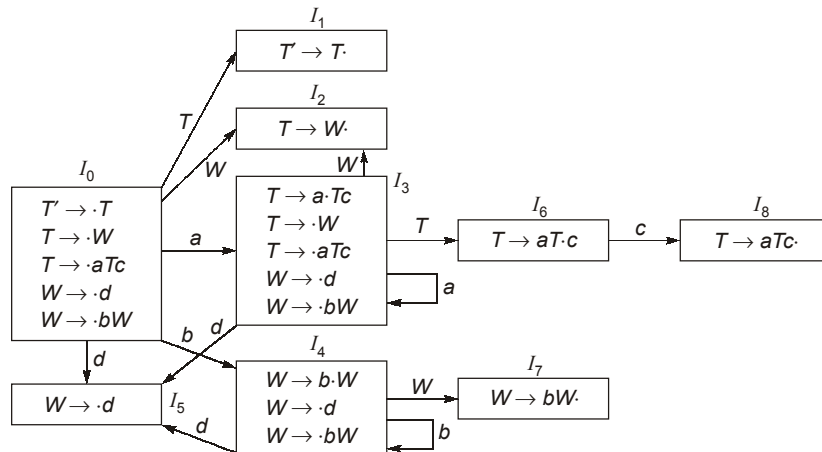 I₁
T′ → T·
I₂
T → W·
T
W
W
I₀
T′ → ·T
T → ·W
T → ·aTc
W → ·d
W → ·bW
a
I₃
T → a·Tc
T → ·W
T → ·aTc
W → ·d
W → ·bW
T
a
I₆
T → aT·c
c
I₈
T → aTc·
d
b
d
I₅
W → ·d
d
I₄
W → b·W
W → ·d
W → ·bW
W
b
I₇
W → bW·